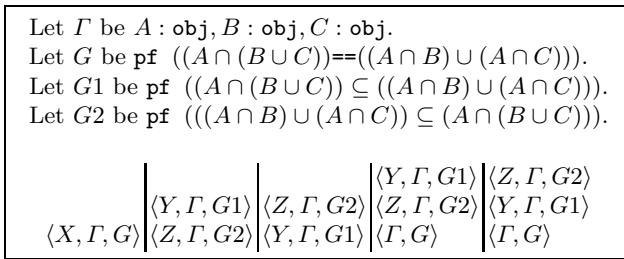 Let Γ be A : obj, B : obj, C : obj.
Let G be pf ((A ∩ (B ∪ C))==((A ∩ B) ∪ (A ∩ C))).
Let G1 be pf ((A ∩ (B ∪ C)) ⊆ ((A ∩ B) ∪ (A ∩ C))).
Let G2 be pf (((A ∩ B) ∪ (A ∩ C)) ⊆ (A ∩ (B ∪ C))).
⟨Y, Γ, G1⟩ ⟨Z, Γ, G2⟩
⟨Y, Γ, G1⟩ ⟨Z, Γ, G2⟩ ⟨Z, Γ, G2⟩ ⟨Y, Γ, G1⟩
⟨X, Γ, G⟩ ⟨Z, Γ, G2⟩ ⟨Y, Γ, G1⟩ ⟨Γ, G⟩ ⟨Γ, G⟩